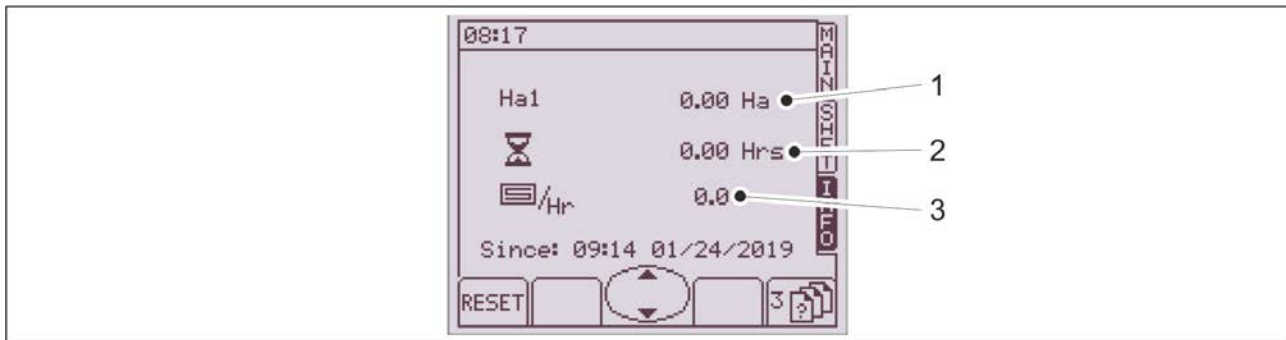 08:17
Ha1 0.00 Ha 1
0.00 Hrs 2
/Hr 0.0 3
Since: 09:14 01/24/2019
RESET 3 ?
MAIN
SHFT
INFO